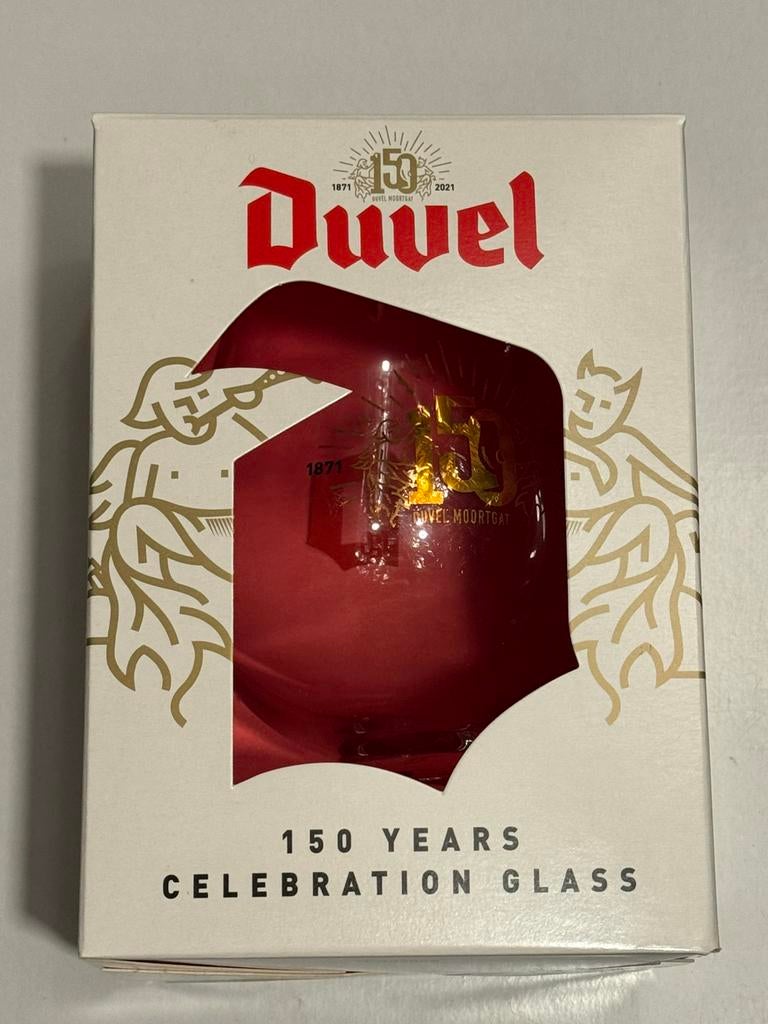 150
1871 2021
DUVEL MOORTGAT
Duvel
150
1871
DUVEL MOORTGAT
150 YEARS
CELEBRATION GLASS